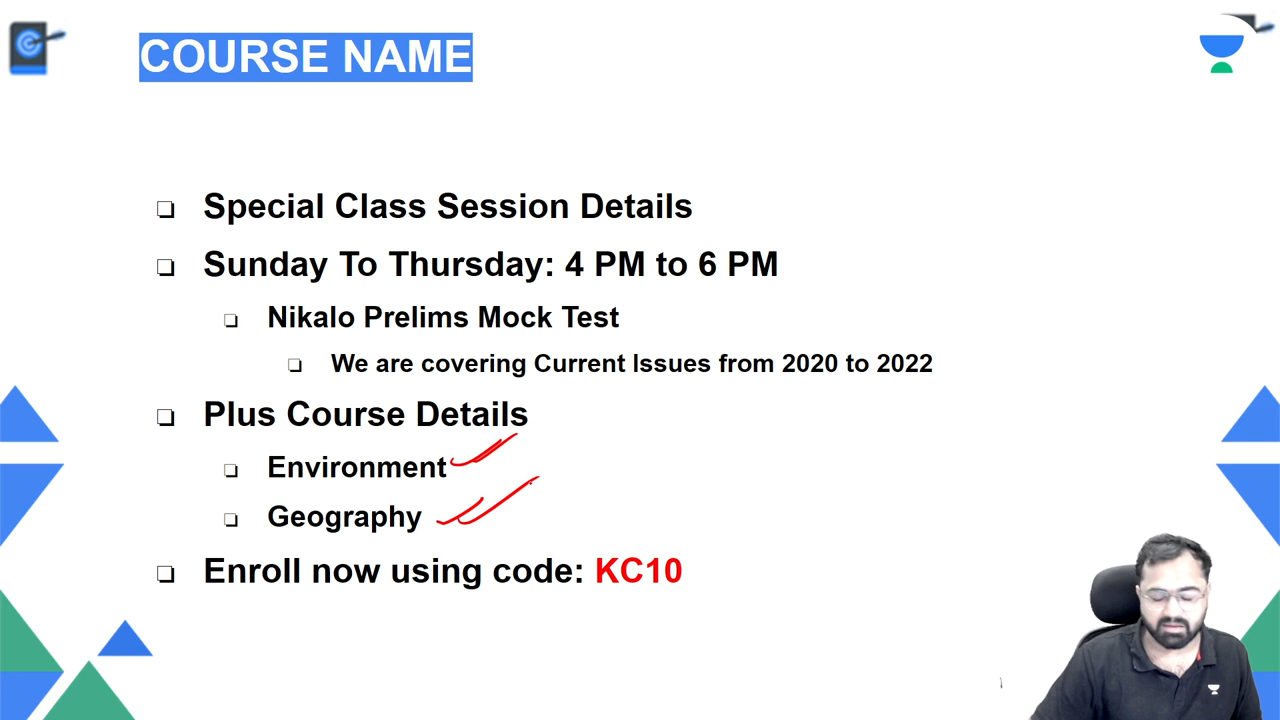 COURSE NAME
Special Class Session Details
Sunday To Thursday: 4 PM to 6 PM
Nikalo Prelims Mock Test
We are covering Current Issues from 2020 to 2022
Plus Course Details
Environment
Geography
Enroll now using code: KC10